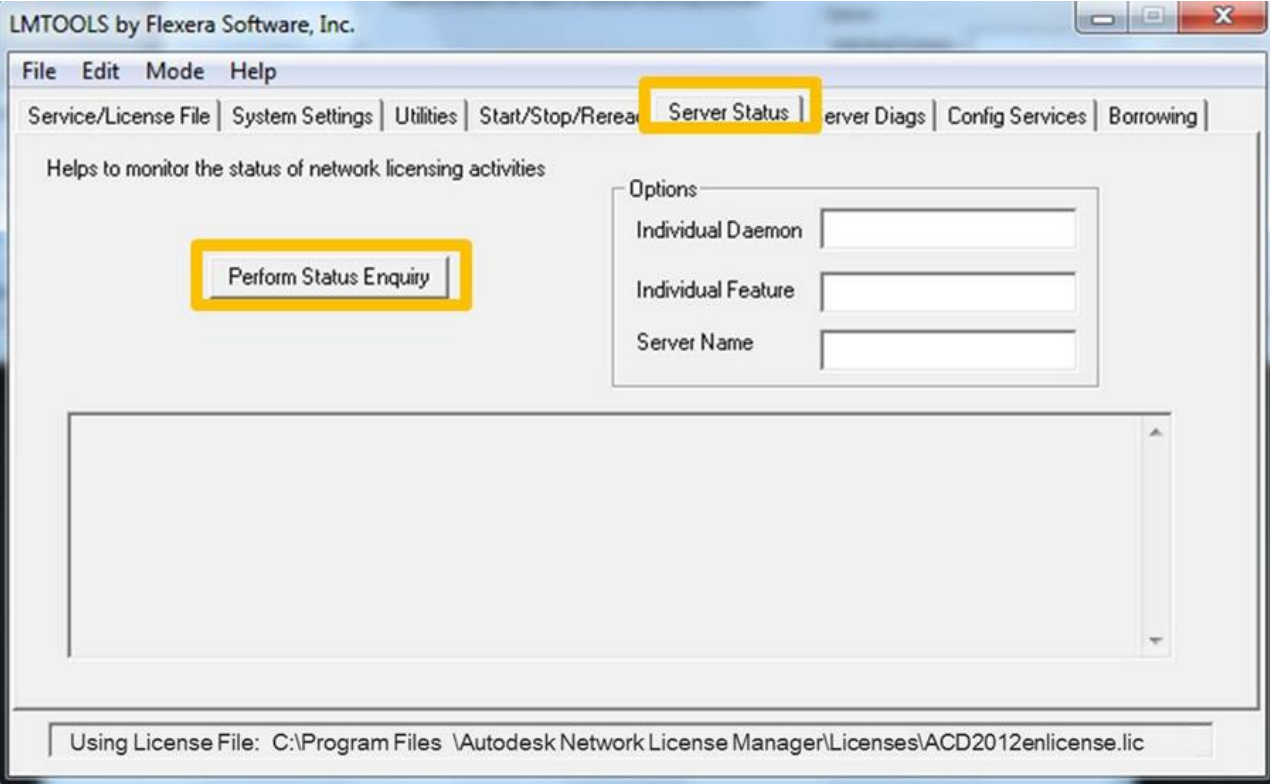 LMTOOLS by Flexera Software, Inc.
File Edit Mode Help
Service/License File System Settings Utilities Start/Stop/Reread Server Status erver Diags Config Services Borrowing
Helps to monitor the status of network licensing activities
Options
Individual Daemon
Perform Status Enquiry
Individual Feature
Server Name
Using License File: C:\Program Files \Autodesk Network License Manager\Licenses\ACD2012enlicense.lic